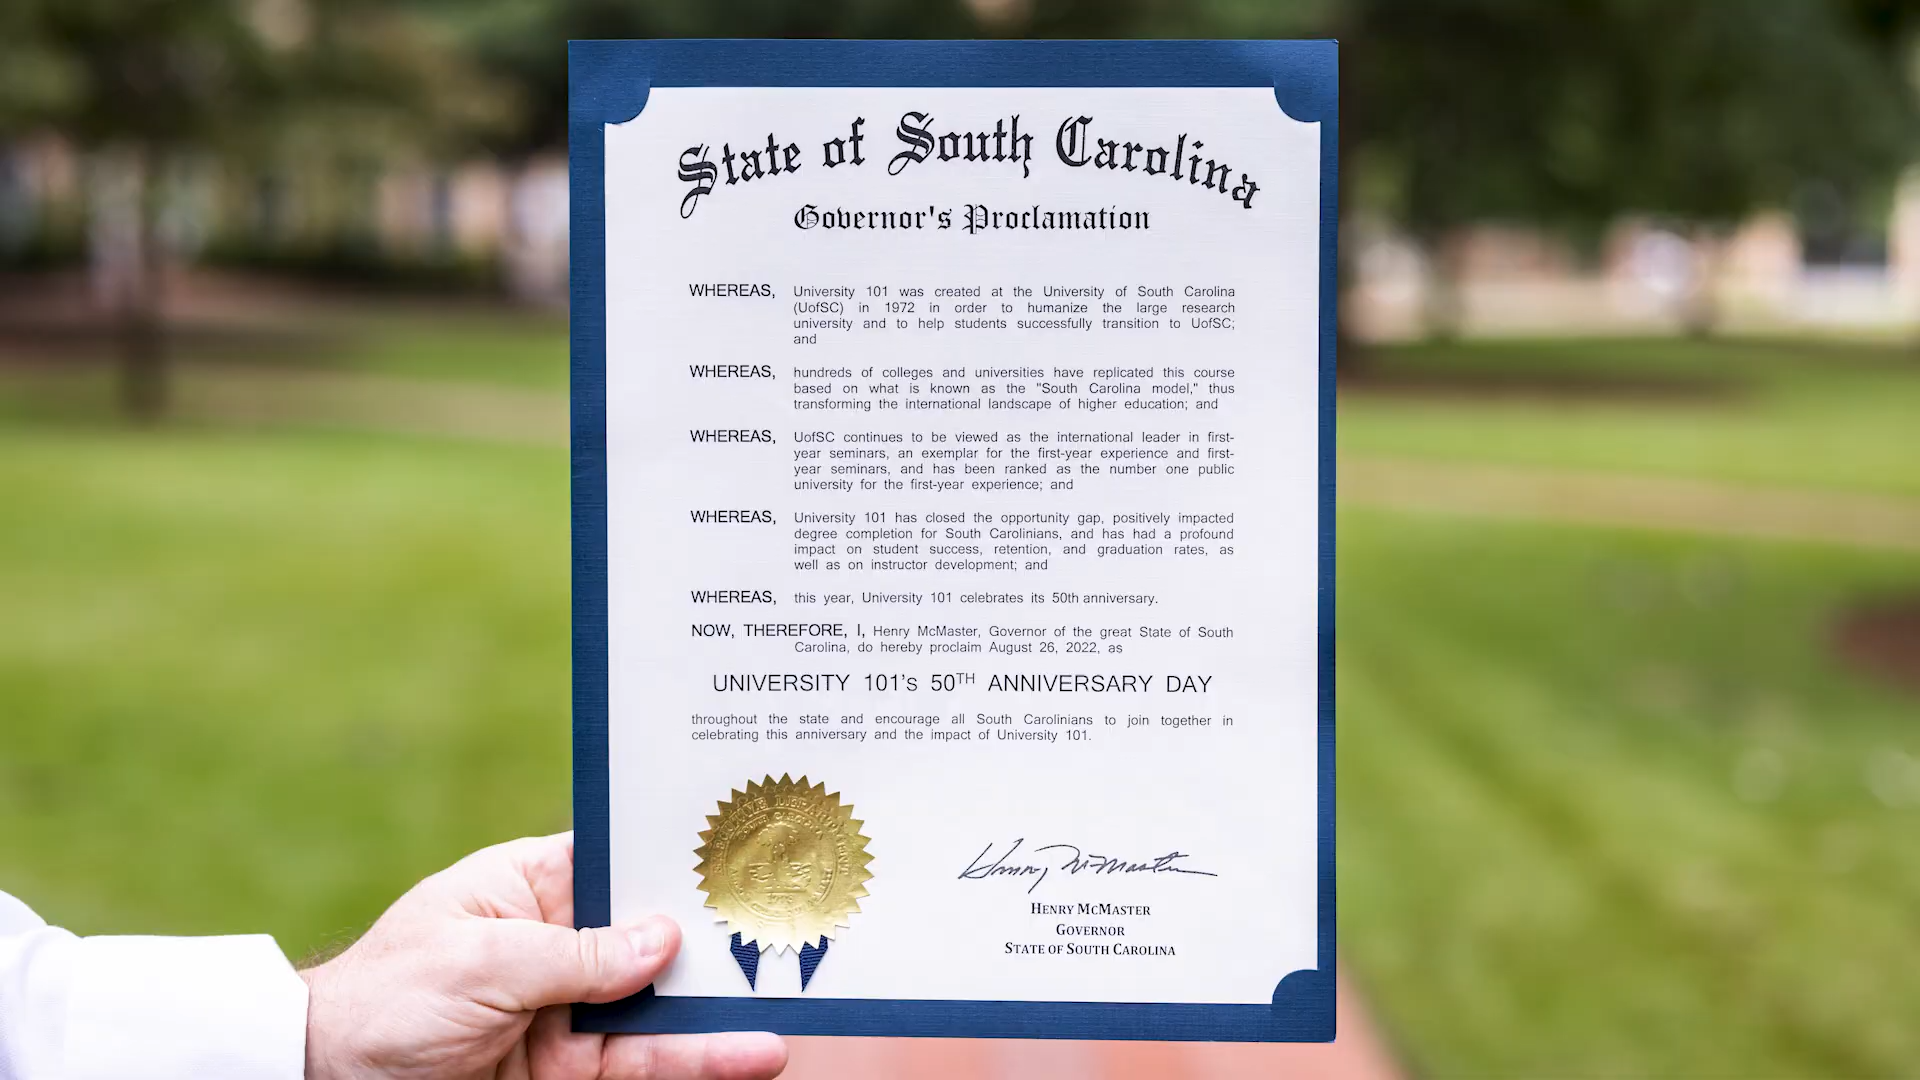 State of South Carolina
Governor's Proclamation
WHEREAS, University 101 was created at the University of South Carolina
(UofSC) in 1972 in order to humanize the large research
university and to help students successfully transition to UofSC;
and
WHEREAS, hundreds of colleges and universities have replicated this course
based on what is known as the "South Carolina model," thus
transforming the international landscape of higher education; and
WHEREAS, UofSC continues to be viewed as the international leader in first-
year seminars, an exemplar for the first-year experience and first-
year seminars, and has been ranked as the number one public
university for the first-year experience; and
WHEREAS, University 101 has closed the opportunity gap, positively impacted
degree completion for South Carolinians, and has had a profound
impact on student success, retention, and graduation rates, as
well as on instructor development; and
WHEREAS, this year, University 101 celebrates its 50th anniversary.
NOW, THEREFORE, I, Henry McMaster, Governor of the great State of South
Carolina, do hereby proclaim August 26, 2022, as
UNIVERSITY 101's 50TH ANNIVERSARY DAY
throughout the state and encourage all South Carolinians to join together in
celebrating this anniversary and the impact of University 101.
EXECUTIVE DEPARTMENT
SOUTH CAROLINA
Henry McMaster
HENRY MCMASTER
GOVERNOR
STATE OF SOUTH CAROLINA